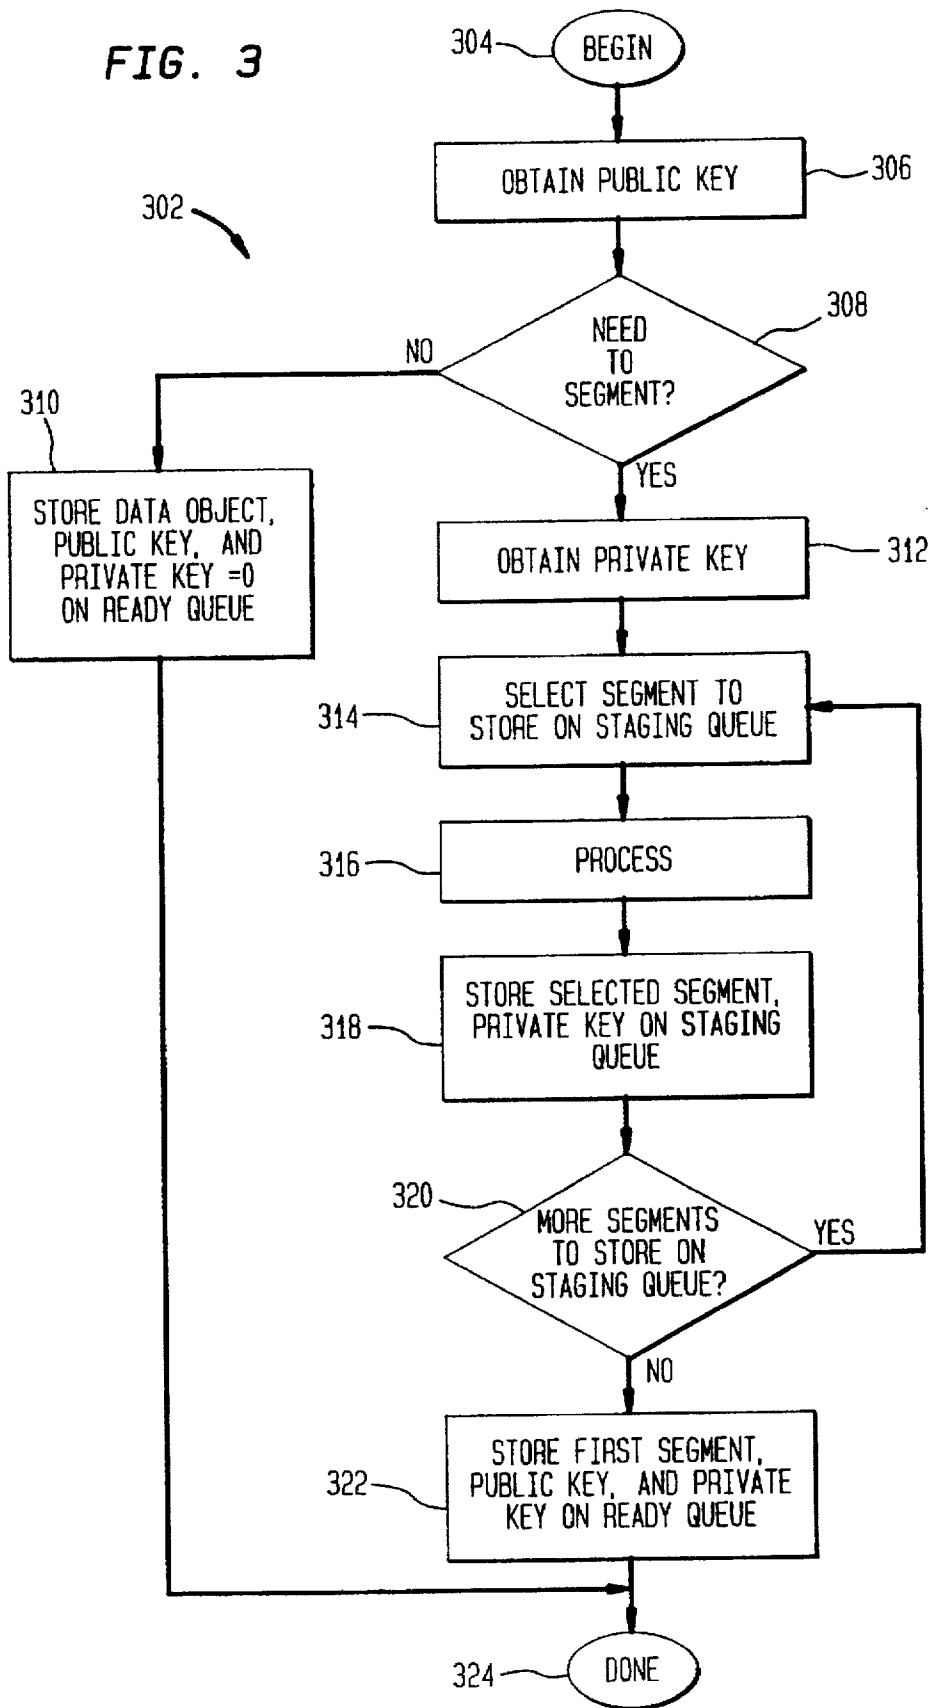 FIG. 3
304
BEGIN
OBTAIN PUBLIC KEY
306
302
NEED
TO
SEGMENT?
308
NO
YES
310
STORE DATA OBJECT,
PUBLIC KEY, AND
PRIVATE KEY =0
ON READY QUEUE
OBTAIN PRIVATE KEY
312
314
SELECT SEGMENT TO
STORE ON STAGING QUEUE
316
PROCESS
318
STORE SELECTED SEGMENT,
PRIVATE KEY ON STAGING
QUEUE
320
MORE SEGMENTS
TO STORE ON
STAGING QUEUE?
YES
NO
322
STORE FIRST SEGMENT,
PUBLIC KEY, AND PRIVATE
KEY ON READY QUEUE
324
DONE